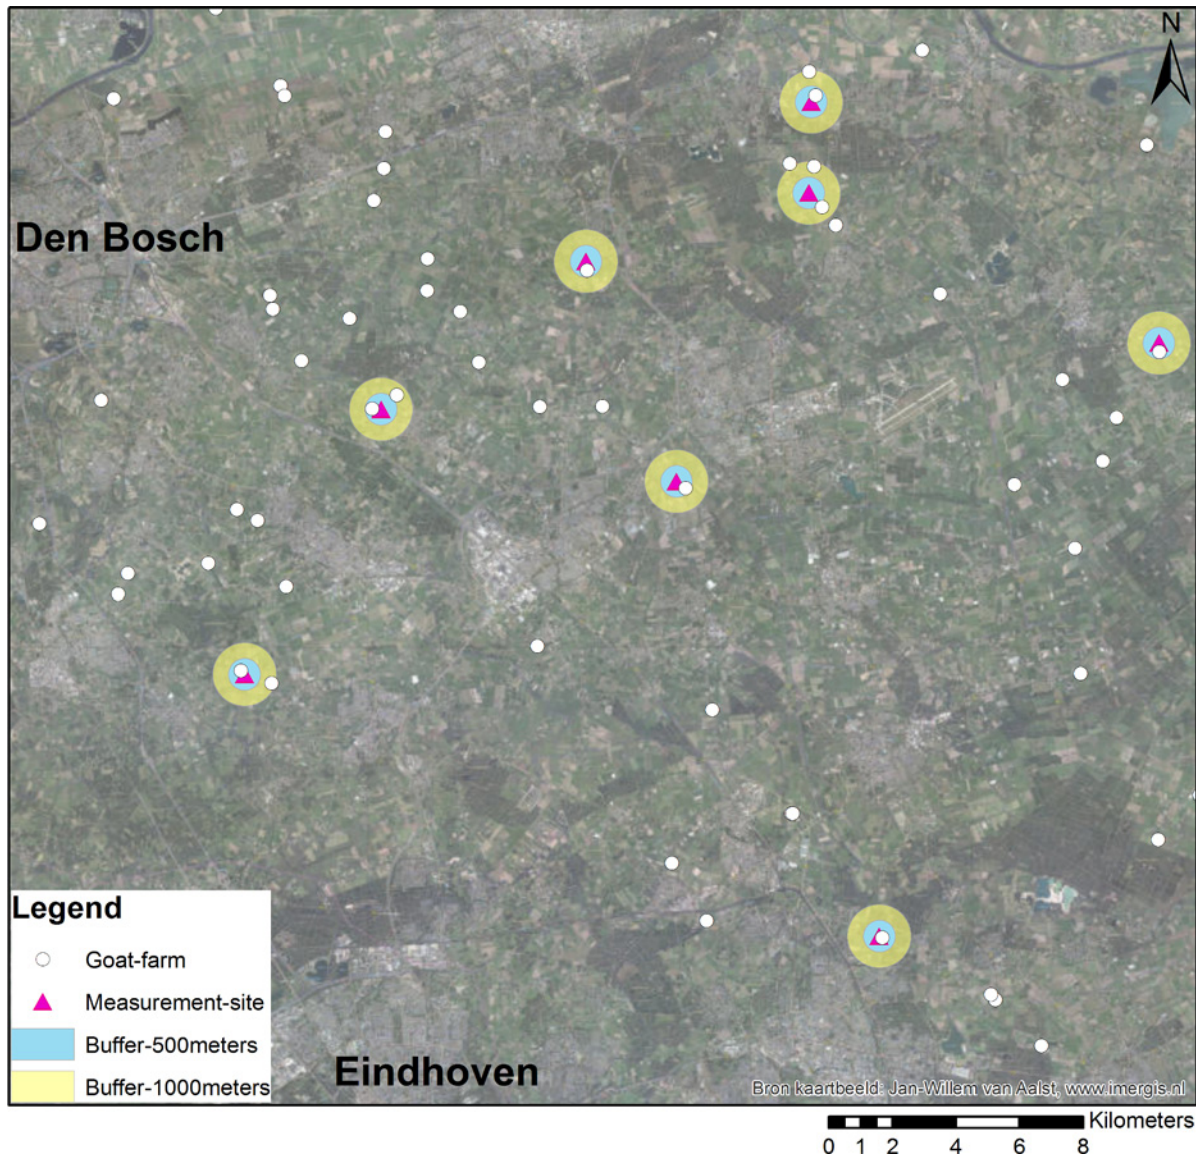 N
Den Bosch
Legend
Goat-farm
Measurement-site
Buffer-500meters
Buffer-1000meters
Eindhoven
Bron kaartbeeld: Jan-Willem van Aalst, www.imergis.nl
Kilometers
0 1 2 4 6 8